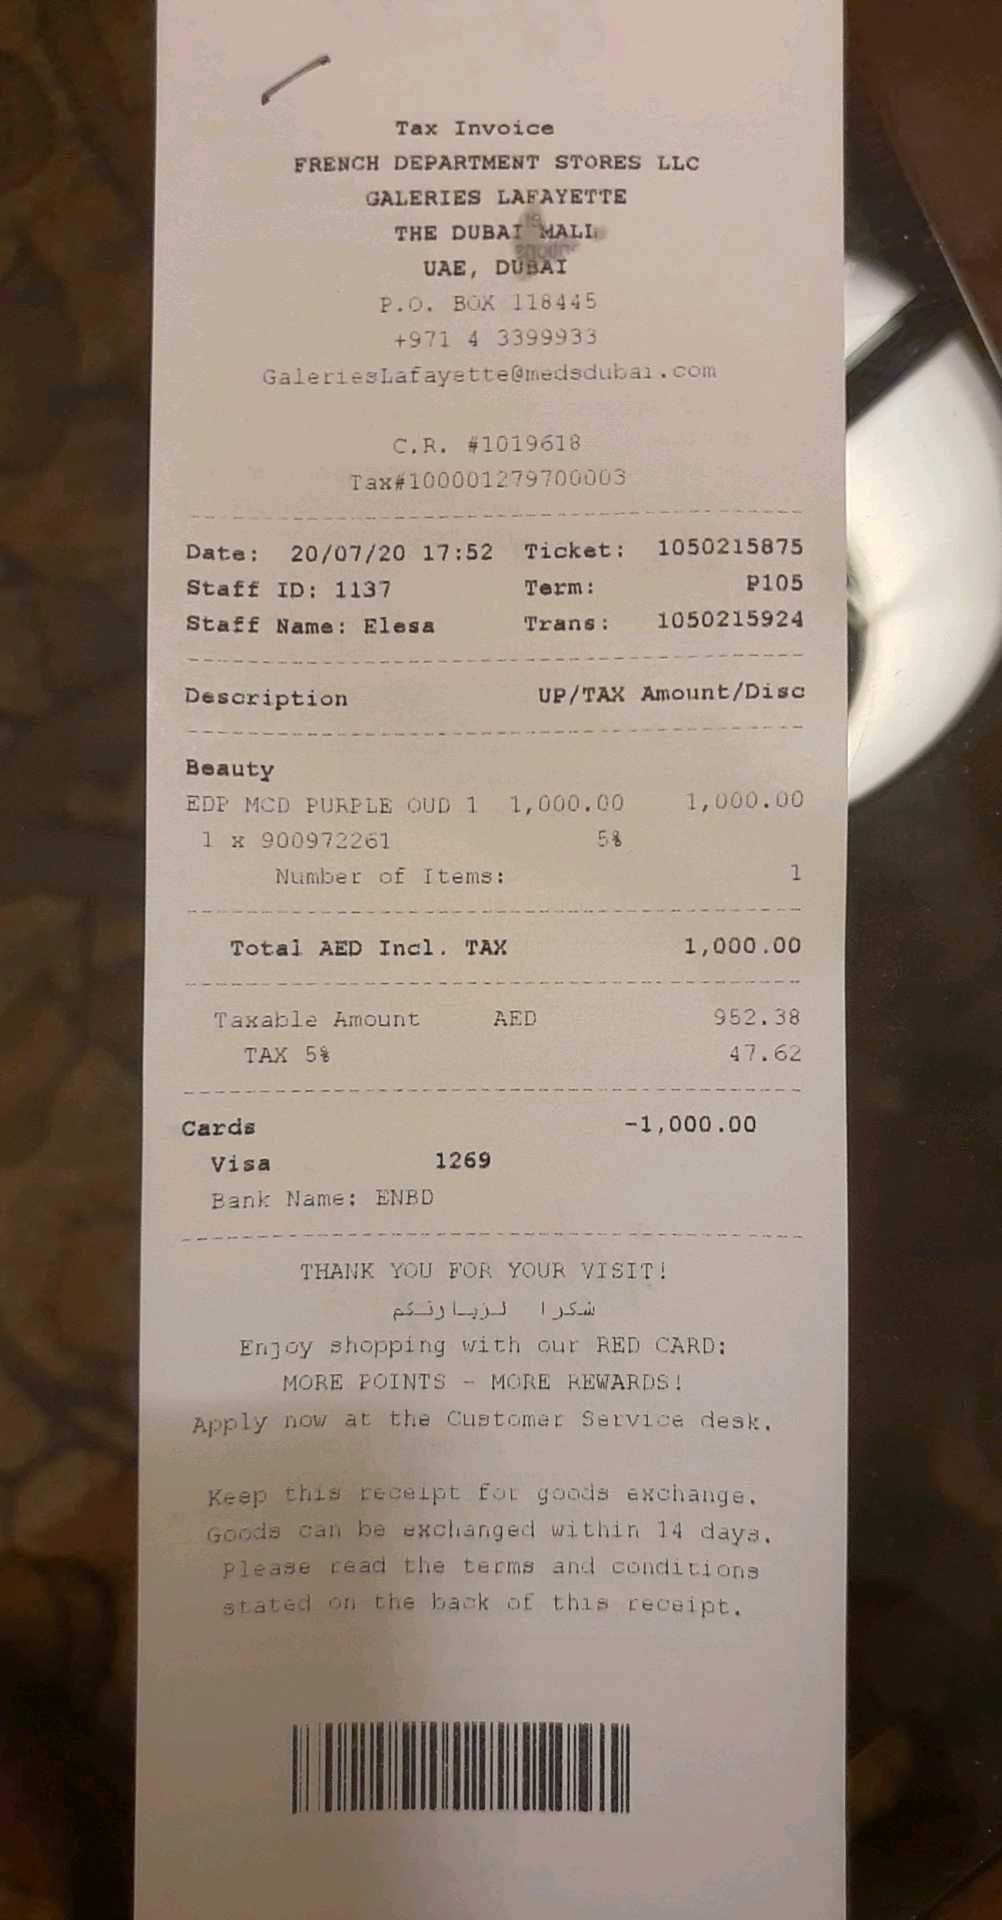 Tax Invoice
FRENCH DEPARTMENT STORES LLC
GALERIES LAFAYETTE
THE DUBAI MALL
UAE, DUBAI
P.O. BOX 118445
+971 4 3399933
GaleriesLafayette@medsdubai.com
C.R. #1019618
Tax#100001279700003
Date: 20/07/20 17:52 Ticket: 1050215875
Staff ID: 1137 Term: P105
Staff Name: Elesa Trans: 1050215924
Description UP/TAX Amount/Disc
Beauty
EDP MCD PURPLE OUD 1 1,000.00 1,000.00
1 x 900972261 5%
Number of Items: 1
Total AED Incl. TAX 1,000.00
Taxable Amount AED 952.38
TAX 5% 47.62
Cards -1,000.00
Visa 1269
Bank Name: ENBD
THANK YOU FOR YOUR VISIT!
شكرا لزيارتكم
Enjoy shopping with our RED CARD:
MORE POINTS - MORE REWARDS!
Apply now at the Customer Service desk.
Keep this receipt for goods exchange.
Goods can be exchanged within 14 days.
Please read the terms and conditions
stated on the back of this receipt.